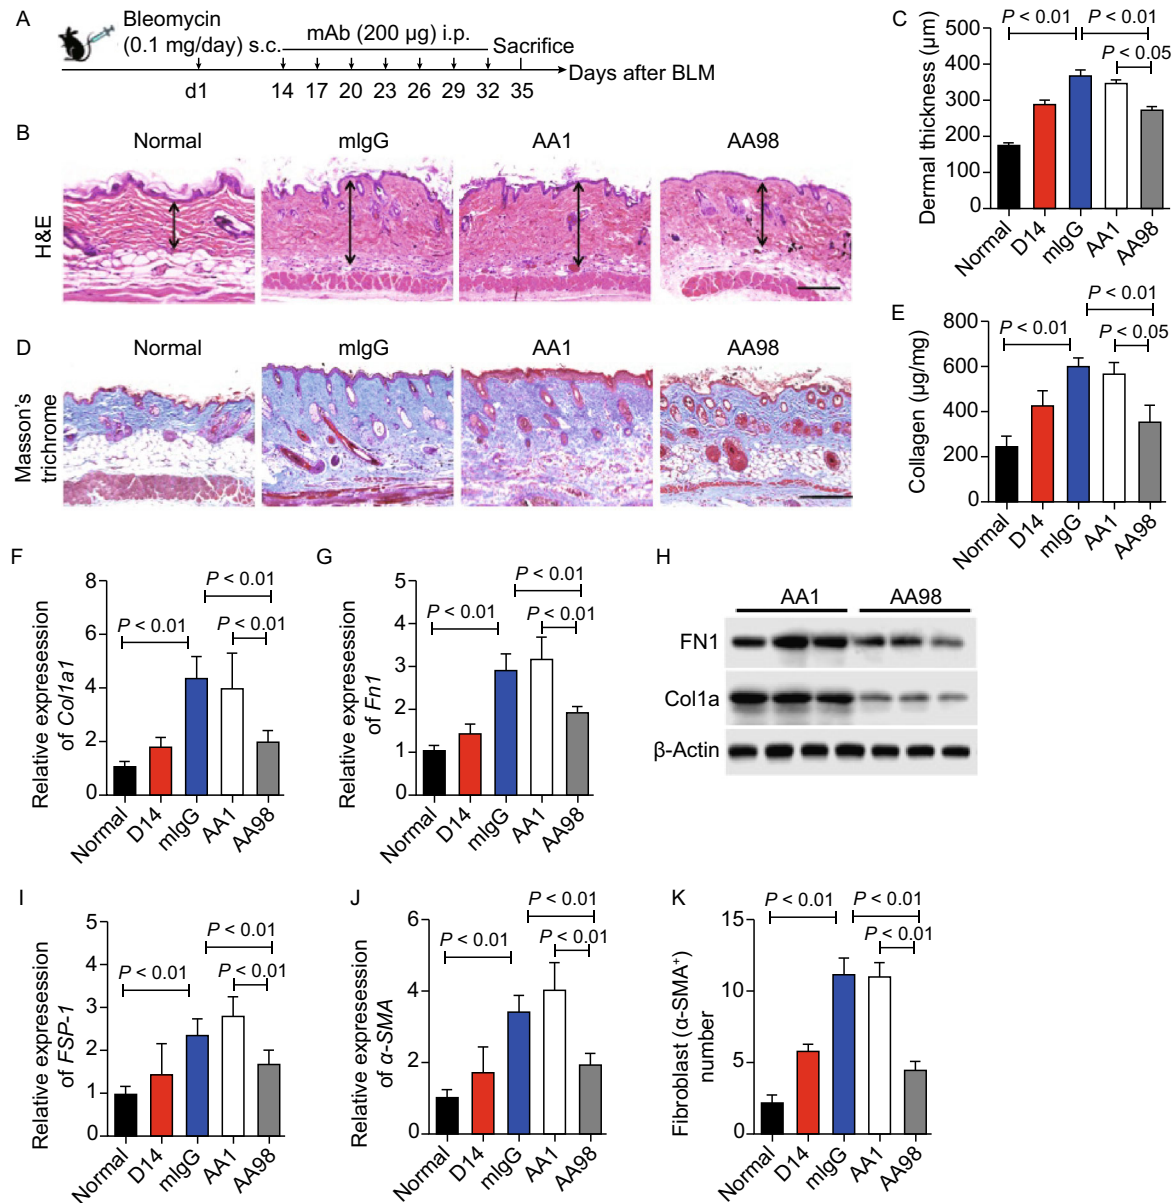 A
Bleomycin
(0.1 mg/day) s.c.
mAb (200 µg) i.p.
Sacrifice
Days after BLM
d1 14 17 20 23 26 29 32 35
B
Normal mIgG AA1 AA98
H&E
C
P < 0.01 P < 0.01
P < 0.05
Dermal thickness (µm)
500
400
300
200
100
0
Normal D14 mIgG AA1 AA98
D
Normal mIgG AA1 AA98
Masson's
trichrome
E
P < 0.01
P < 0.01 P < 0.05
Collagen (µg/mg)
800
600
400
200
0
Normal D14 mIgG AA1 AA98
F
P < 0.01
P < 0.01 P < 0.01
Relative expresession
of Col1a1
8
6
4
2
0
Normal D14 mIgG AA1 AA98
G
P < 0.01
P < 0.01 P < 0.01
Relative expresession
of Fn1
5
4
3
2
1
0
Normal D14 mIgG AA1 AA98
H
AA1 AA98
FN1
Col1a
β-Actin
I
P < 0.01
P < 0.01 P < 0.01
Relative expresession
of FSP-1
5
4
3
2
1
0
Normal D14 mIgG AA1 AA98
J
P < 0.01
P < 0.01 P < 0.01
Relative expresession
of α-SMA
6
4
2
0
Normal D14 mIgG AA1 AA98
K
P < 0.01 P < 0.01
P < 0.01
Fibroblast (α-SMA⁺)
number
15
10
5
0
Normal D14 mIgG AA1 AA98